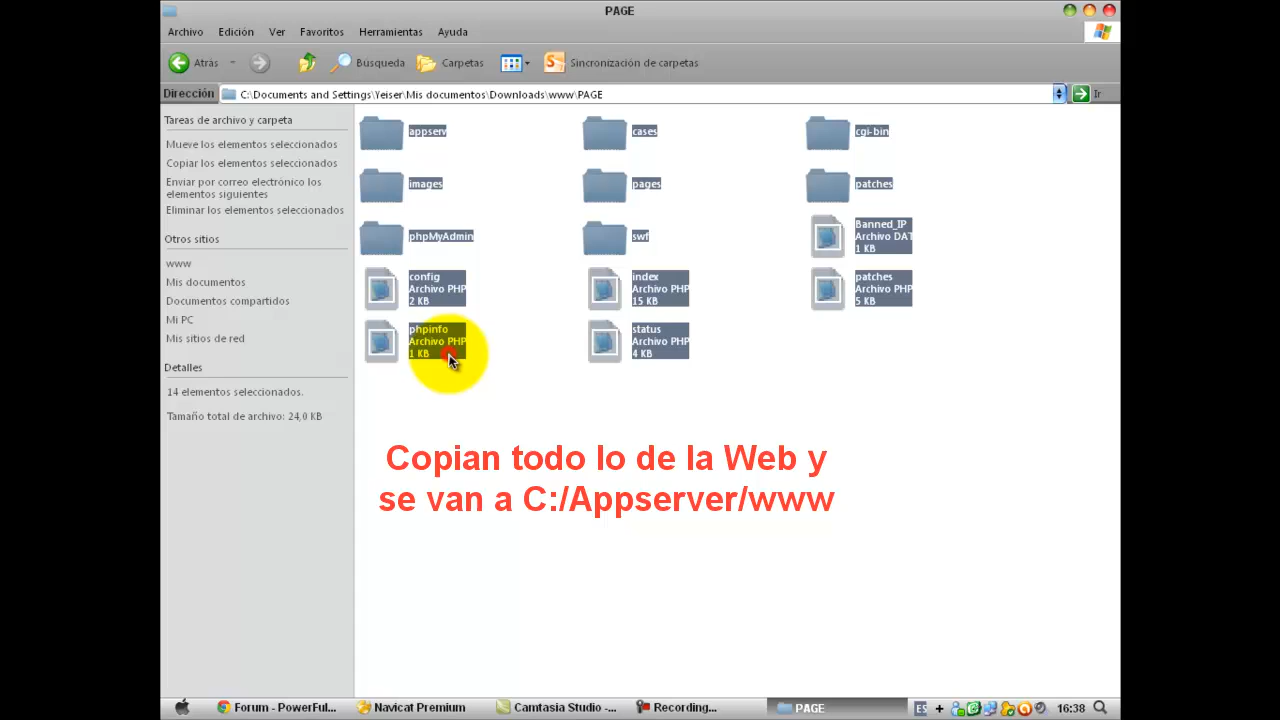 PAGE
Archivo Edición Ver Favoritos Herramientas Ayuda
Atrás Búsqueda Carpetas Sincronización de carpetas
Dirección C:\Documents and Settings\Yeiser\Mis documentos\Downloads\www\PAGE Ir
Tareas de archivo y carpeta
Mueve los elementos seleccionados
Copiar los elementos seleccionados
Enviar por correo electrónico los
elementos siguientes
Eliminar los elementos seleccionados
Otros sitios
www
Mis documentos
Documentos compartidos
Mi PC
Mis sitios de red
Detalles
14 elementos seleccionados.
Tamaño total de archivo: 24,0 KB
appserv
cases
cgi-bin
images
pages
patches
phpMyAdmin
swf
Banned_IP
Archivo DAT
1 KB
config
Archivo PHP
2 KB
index
Archivo PHP
15 KB
patches
Archivo PHP
5 KB
phpinfo
Archivo PHP
1 KB
status
Archivo PHP
4 KB
Copian todo lo de la Web y
se van a C:/Appserver/www
Forum - PowerFul... Navicat Premium Camtasia Studio -... Recording... PAGE ES 16:38